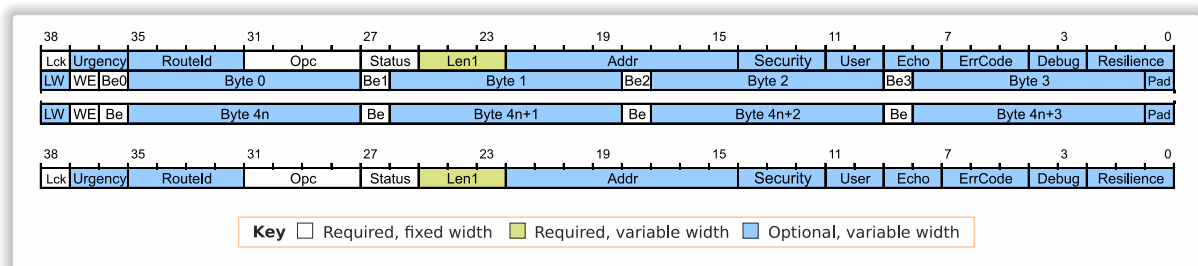 38 35 31 27 23 19 15 11 7 3 0
Lck Urgency RouteId Opc Status Len1 Addr Security User Echo ErrCode Debug Resilience
LW WE Be0 Byte 0 Be1 Byte 1 Be2 Byte 2 Be3 Byte 3 Pad
LW WE Be Byte 4n Be Byte 4n+1 Be Byte 4n+2 Be Byte 4n+3 Pad
38 35 31 27 23 19 15 11 7 3 0
Lck Urgency RouteId Opc Status Len1 Addr Security User Echo ErrCode Debug Resilience
Key Required, fixed width Required, variable width Optional, variable width